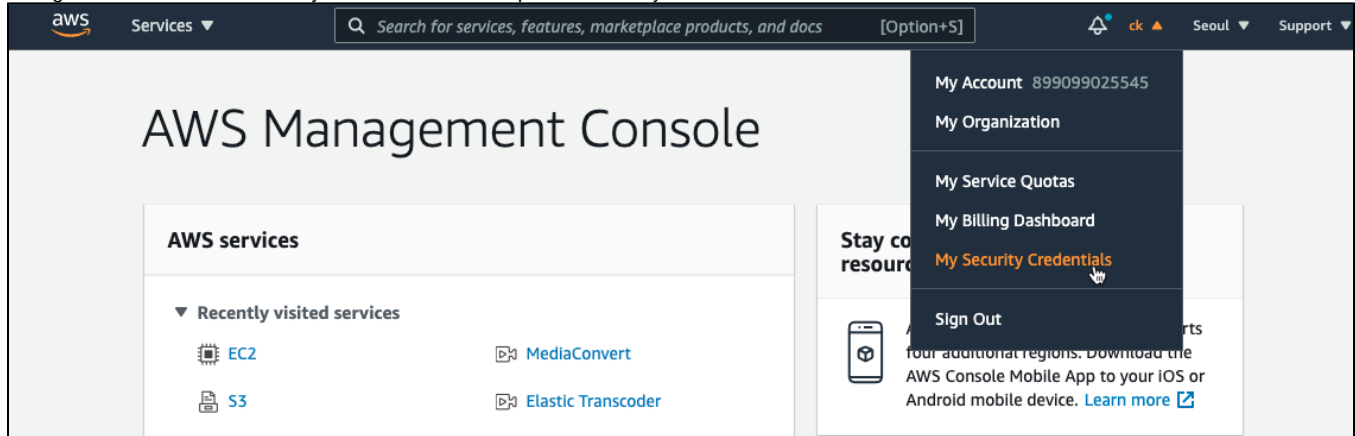 aws Services ▼ Search for services, features, marketplace products, and docs [Option+S] ck ▲ Seoul ▼ Support ▼
My Account 899099025545
My Organization
My Service Quotas
My Billing Dashboard
My Security Credentials
Sign Out
AWS Management Console
AWS services
▼ Recently visited services
EC2
MediaConvert
S3
Elastic Transcoder
Stay co
resourc
rts
four additional regions. Download the
AWS Console Mobile App to your iOS or
Android mobile device. Learn more